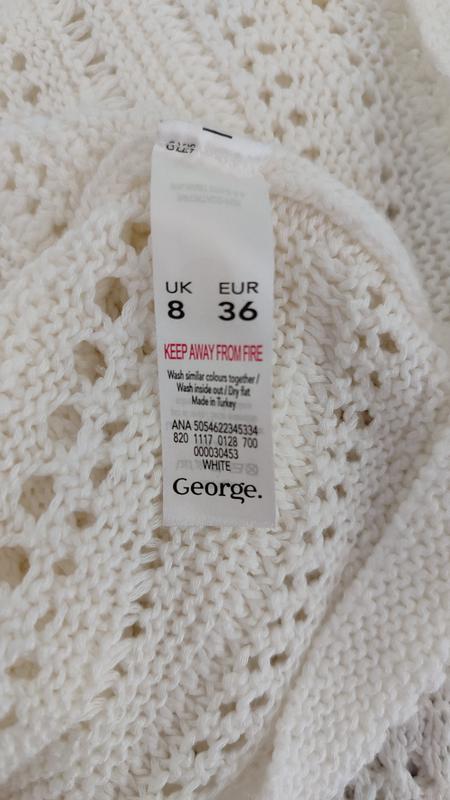 G129
UK EUR
8 36
KEEP AWAY FROM FIRE
Wash similar colours together /
Wash inside out / Dry flat
Made in Turkey
ANA 5054622345334
820 1117 0128 700
000030453
WHITE
George.